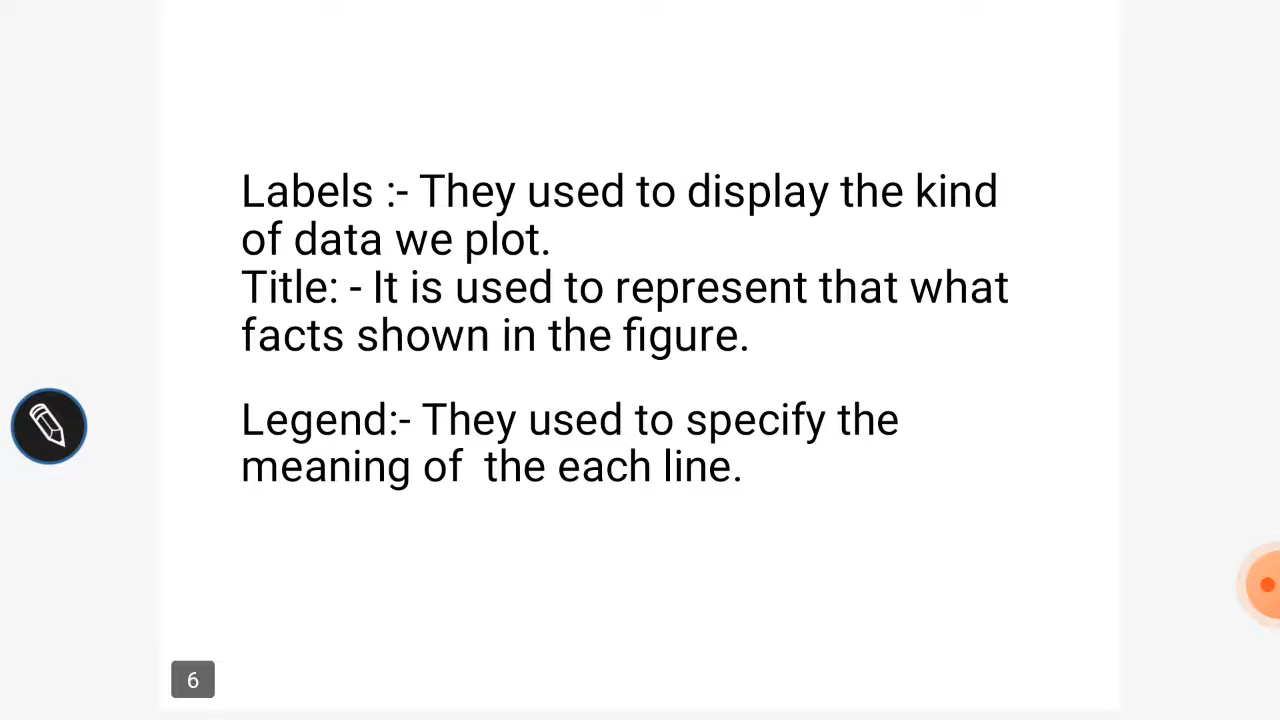 Labels :- They used to display the kind
of data we plot.
Title: - It is used to represent that what
facts shown in the figure.
Legend:- They used to specify the
meaning of  the each line.
6